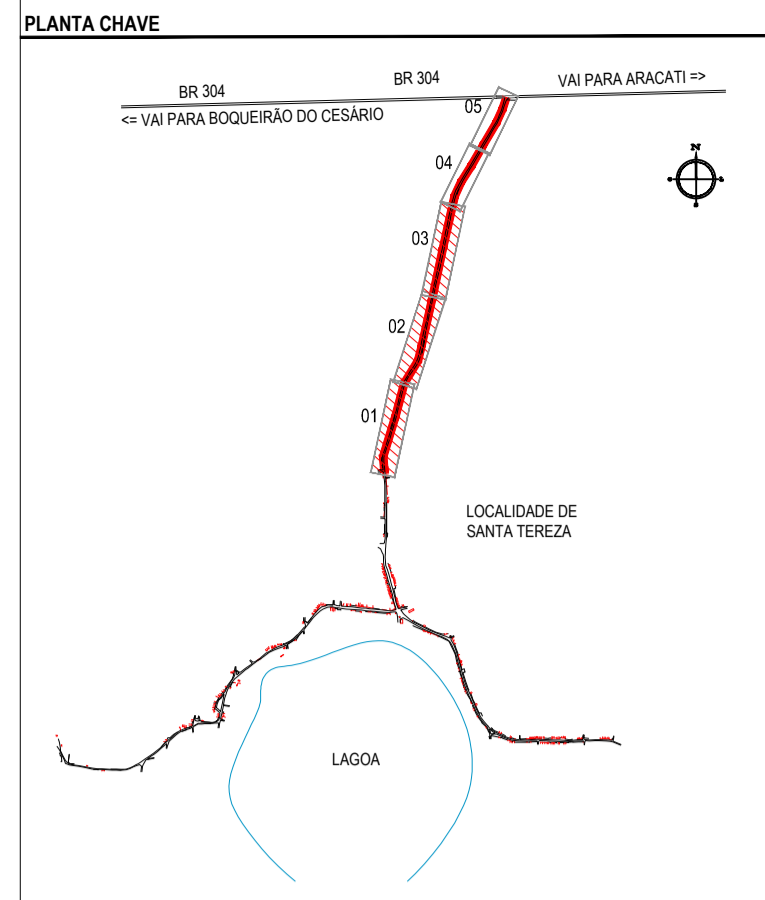 PLANTA CHAVE
BR 304
BR 304
VAI PARA ARACATI =>
<= VAI PARA BOQUEIRÃO DO CESÁRIO
05
04
N
03
02
01
LOCALIDADE DE
SANTA TEREZA
LAGOA